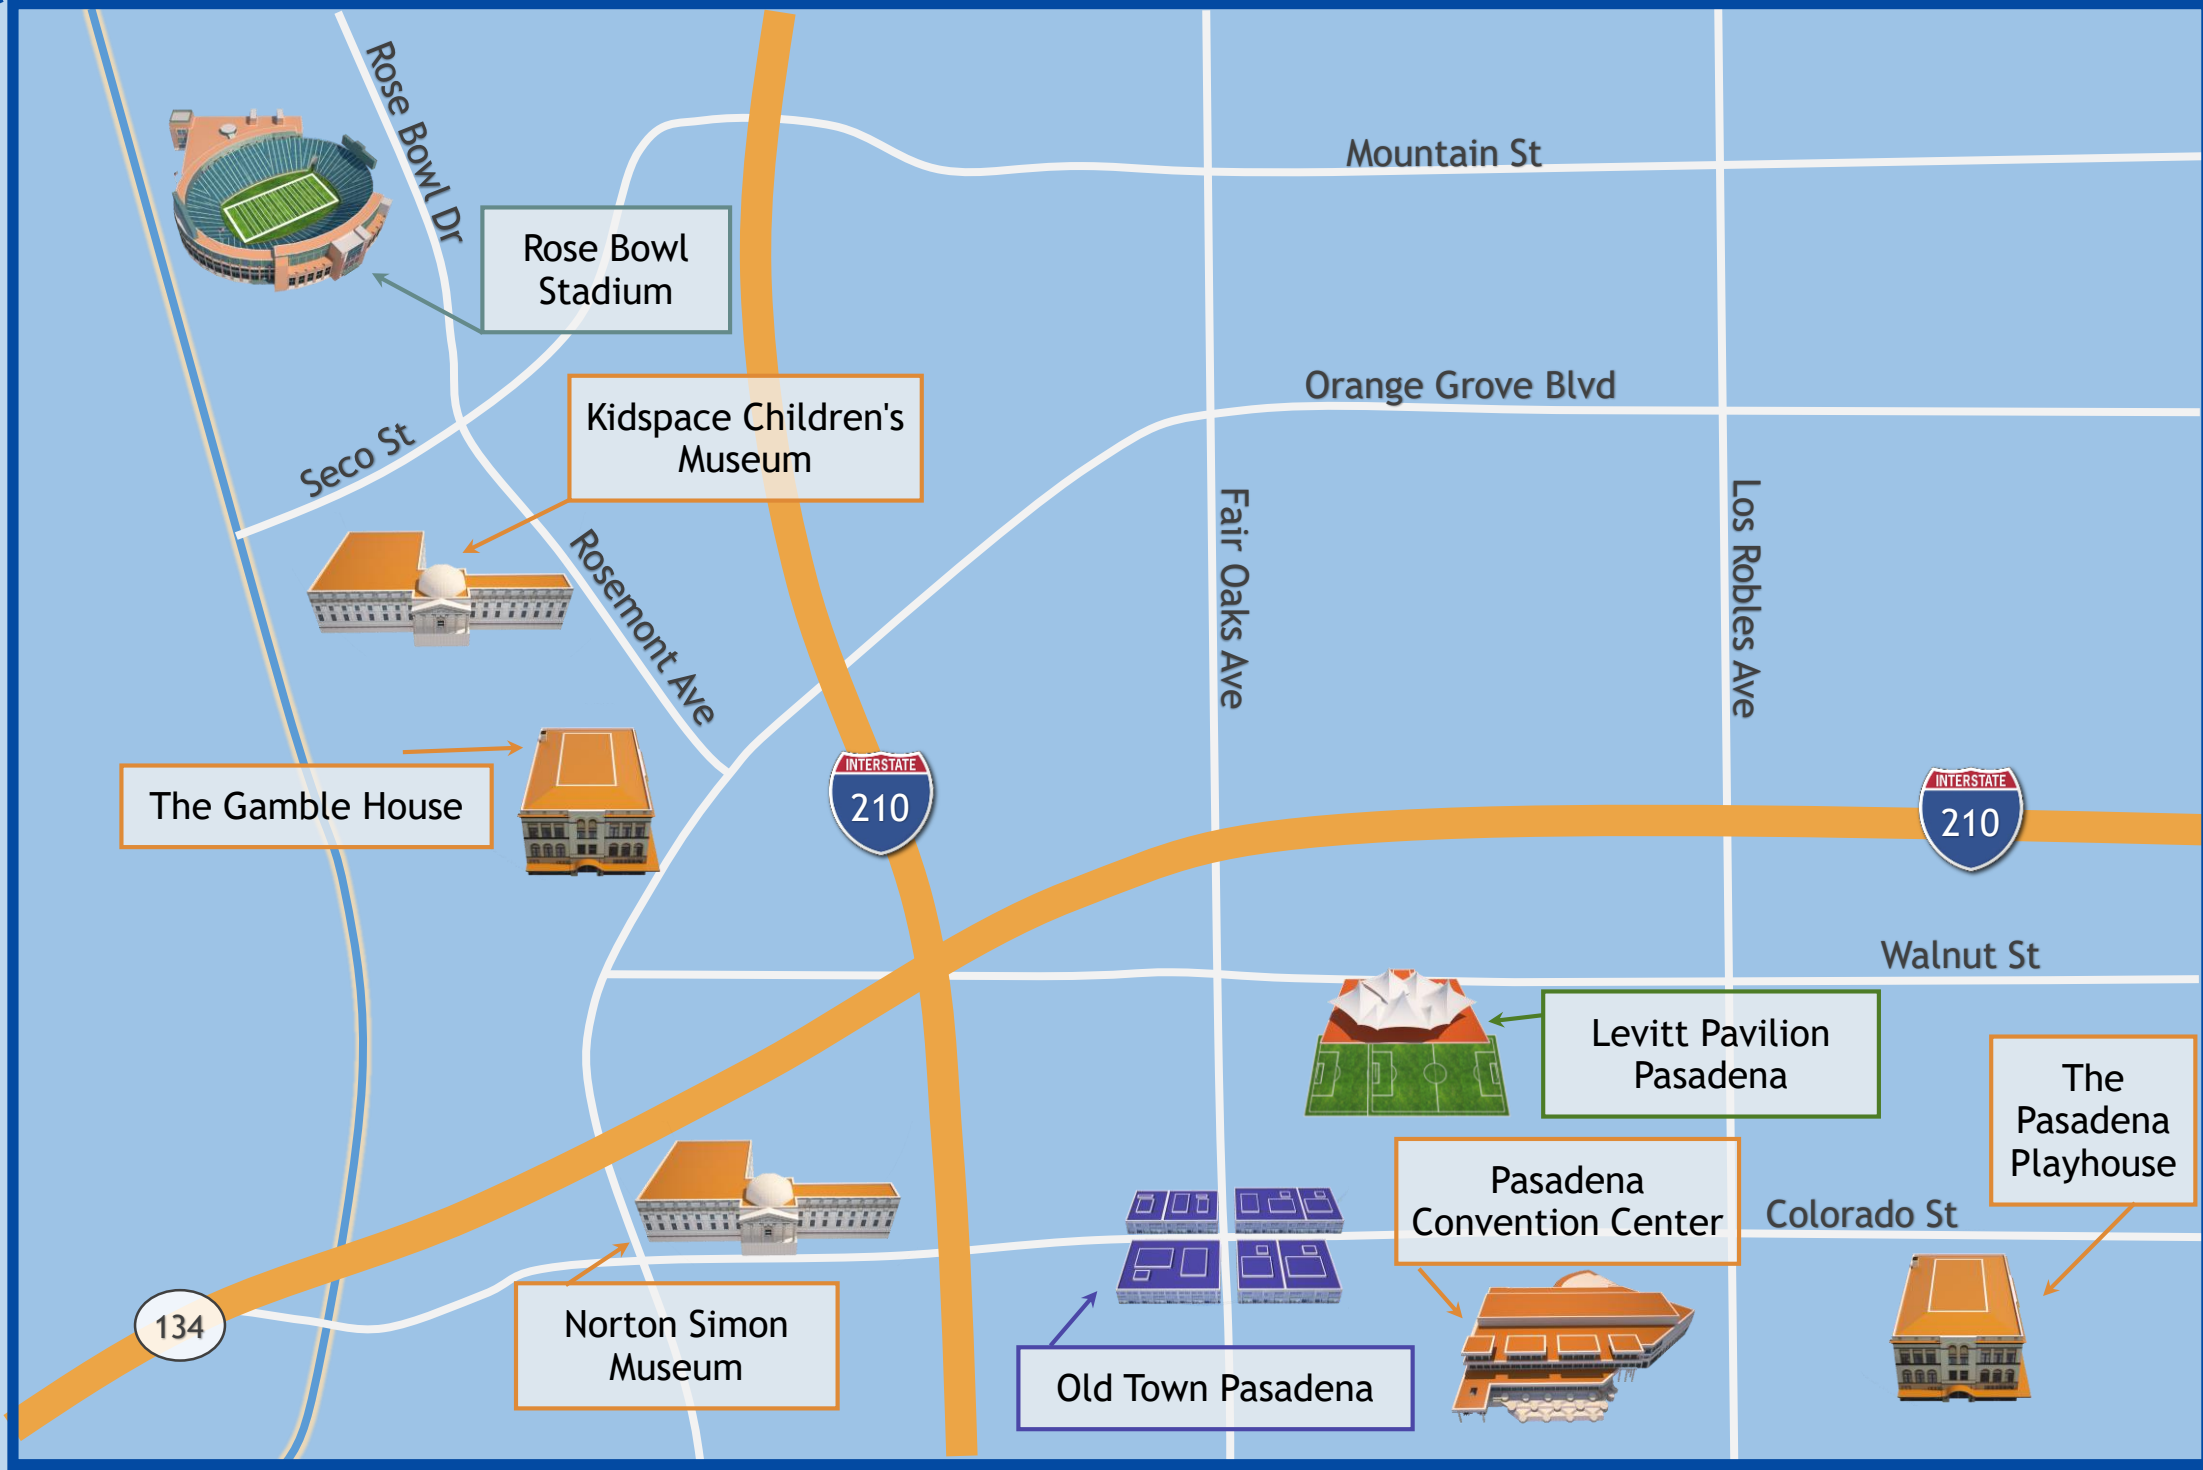 Rose Bowl Dr
Mountain St
Rose Bowl
Stadium
Orange Grove Blvd
Kidspace Children's
Museum
Seco St
Fair Oaks Ave
Los Robles Ave
Rosemont Ave
INTERSTATE
210
INTERSTATE
210
The Gamble House
Walnut St
Levitt Pavilion
Pasadena
The
Pasadena
Playhouse
Pasadena
Convention Center
Colorado St
134
Norton Simon
Museum
Old Town Pasadena